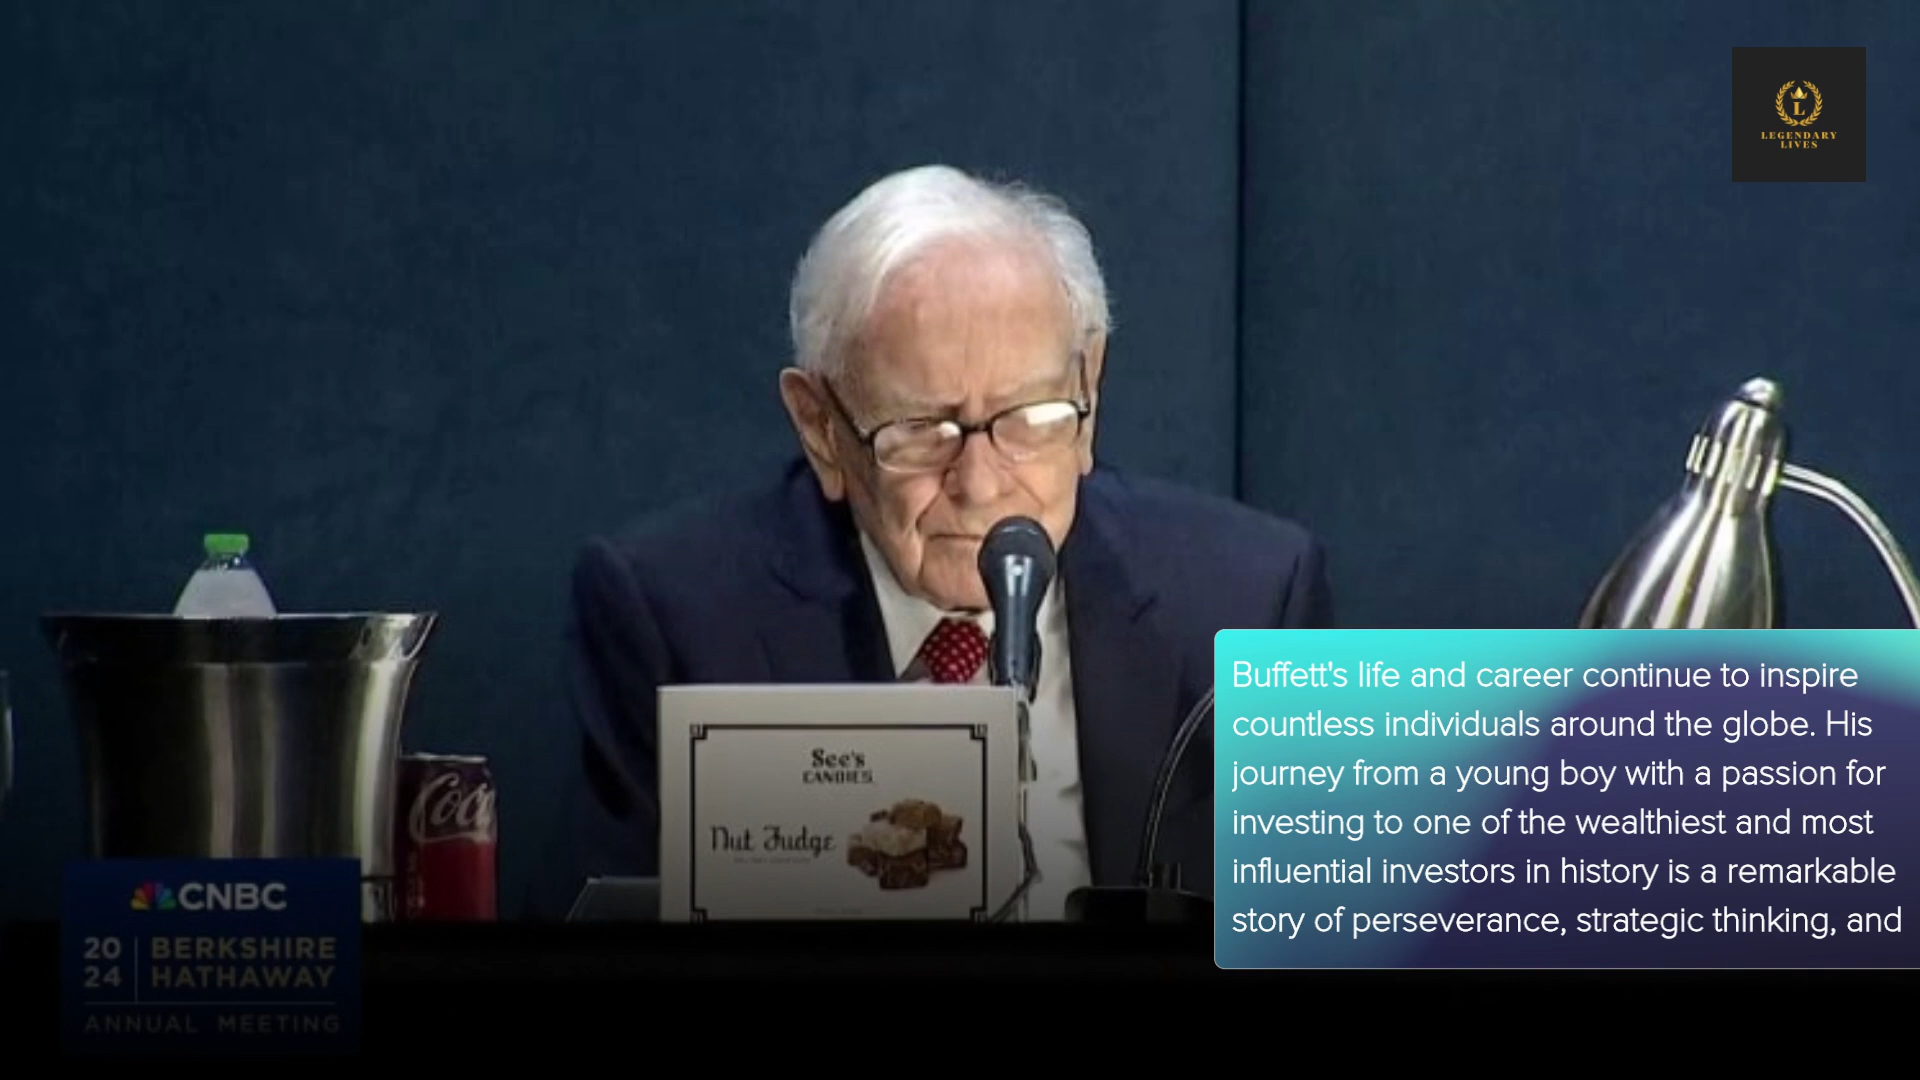 L
LEGENDARY
LIVES
See's
CANDIES
Nut Fudge
Coca
CNBC
20 24
BERKSHIRE
HATHAWAY
ANNUAL MEETING
Buffett's life and career continue to inspire
countless individuals around the globe. His
journey from a young boy with a passion for
investing to one of the wealthiest and most
influential investors in history is a remarkable
story of perseverance, strategic thinking, and